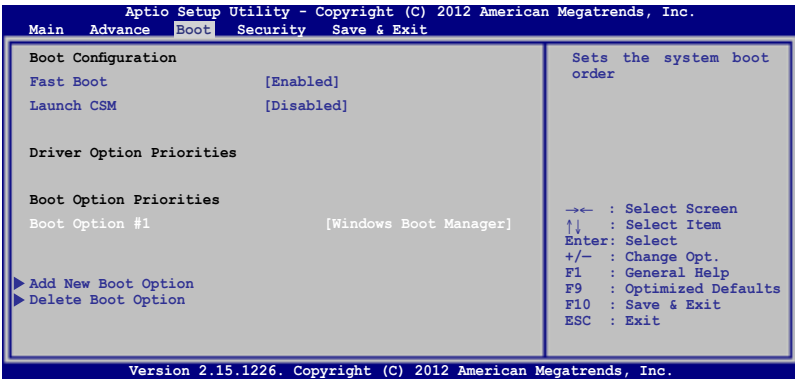 Aptio Setup Utility - Copyright (C) 2012 American Megatrends, Inc.
Main Advance Boot Security Save & Exit
Boot Configuration
Fast Boot [Enabled]
Launch CSM [Disabled]
Driver Option Priorities
Boot Option Priorities
Boot Option #1 [Windows Boot Manager]
Add New Boot Option
Delete Boot Option
Sets the system boot
order
→← : Select Screen
↑↓ : Select Item
Enter: Select
+/— : Change Opt.
F1 : General Help
F9 : Optimized Defaults
F10 : Save & Exit
ESC : Exit
Version 2.15.1226. Copyright (C) 2012 American Megatrends, Inc.